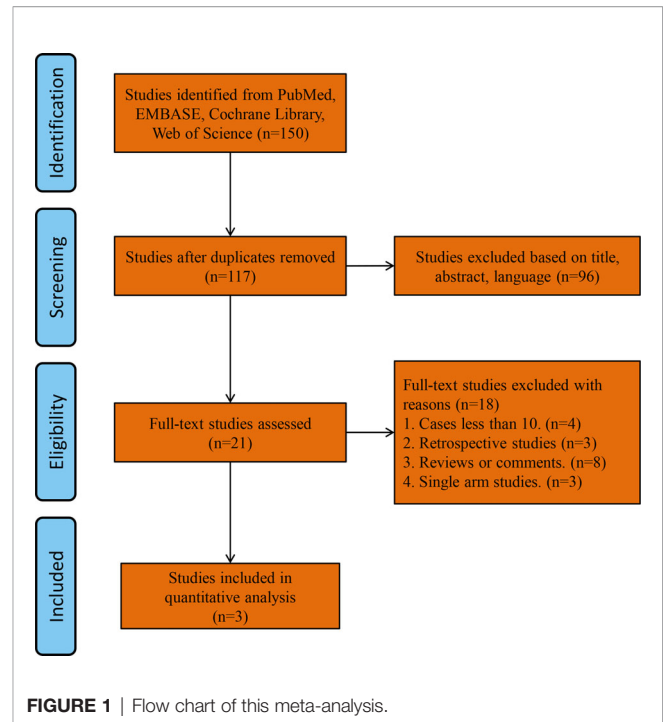 Identification
Studies identified from PubMed,
EMBASE, Cochrane Library,
Web of Science (n=150)
Screening
Studies after duplicates removed
(n=117)
Studies excluded based on title,
abstract, language (n=96)
Eligibility
Full-text studies assessed
(n=21)
Full-text studies excluded with
reasons (n=18)
1. Cases less than 10. (n=4)
2. Retrospective studies (n=3)
3. Reviews or comments. (n=8)
4. Single arm studies. (n=3)
Included
Studies included in
quantitative analysis
(n=3)
FIGURE 1 | Flow chart of this meta-analysis.